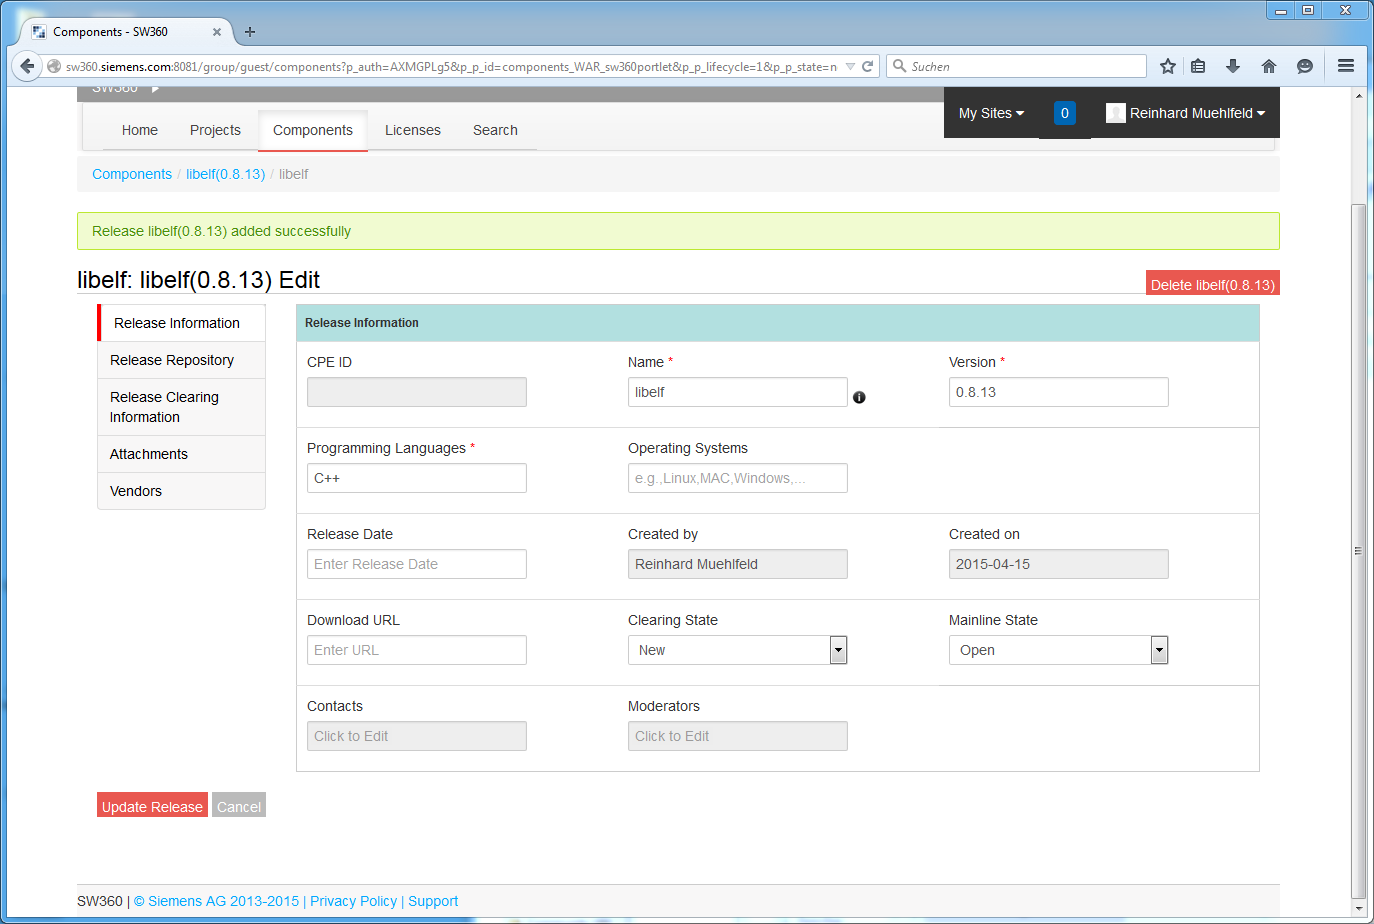 Components - SW360
sw360.siemens.com:8081/group/guest/components?p_auth=AXMGPLg5&p_p_id=components_WAR_sw360portlet&p_p_lifecycle=1&p_p_state=n
Suchen
SW360
My Sites
0
Reinhard Muehlfeld
Home Projects Components Licenses Search
Components / libelf(0.8.13) / libelf
Release libelf(0.8.13) added successfully
libelf: libelf(0.8.13) Edit
Delete libelf(0.8.13)
Release Information
Release Repository
Release Clearing
Information
Attachments
Vendors
Release Information
CPE ID
Name *
libelf
Version *
0.8.13
Programming Languages *
C++
Operating Systems
e.g.,Linux,MAC,Windows,...
Release Date
Enter Release Date
Created by
Reinhard Muehlfeld
Created on
2015-04-15
Download URL
Enter URL
Clearing State
New
Mainline State
Open
Contacts
Click to Edit
Moderators
Click to Edit
Update Release Cancel
SW360 | © Siemens AG 2013-2015 | Privacy Policy | Support